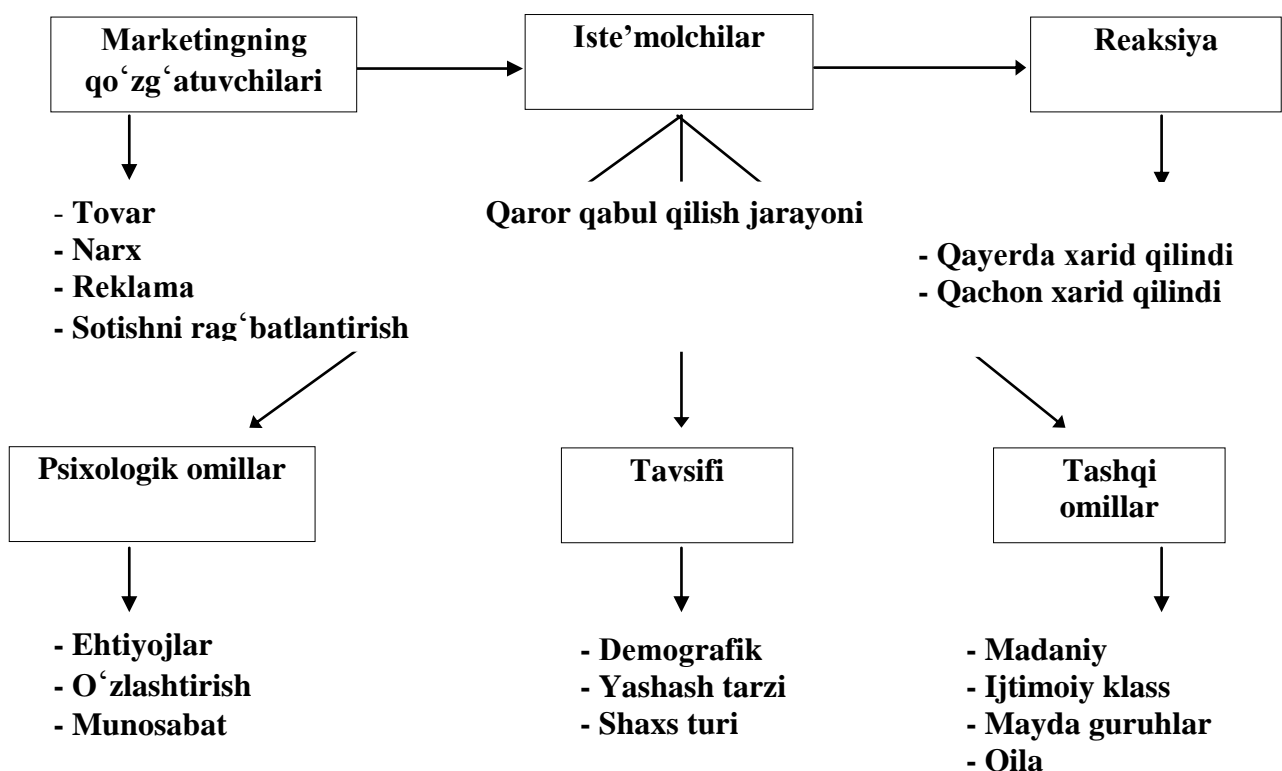 Marketingning
qo‘zg‘atuvchilari
Iste’molchilar
Reaksiya
- Tovar
- Narx
- Reklama
- Sotishni rag‘batlantirish
Qaror qabul qilish jarayoni
- Qayerda xarid qilindi
- Qachon xarid qilindi
Psixologik omillar
Tavsifi
Tashqi
omillar
- Ehtiyojlar
- O‘zlashtirish
- Munosabat
- Demografik
- Yashash tarzi
- Shaxs turi
- Madaniy
- Ijtimoiy klass
- Mayda guruhlar
- Oila